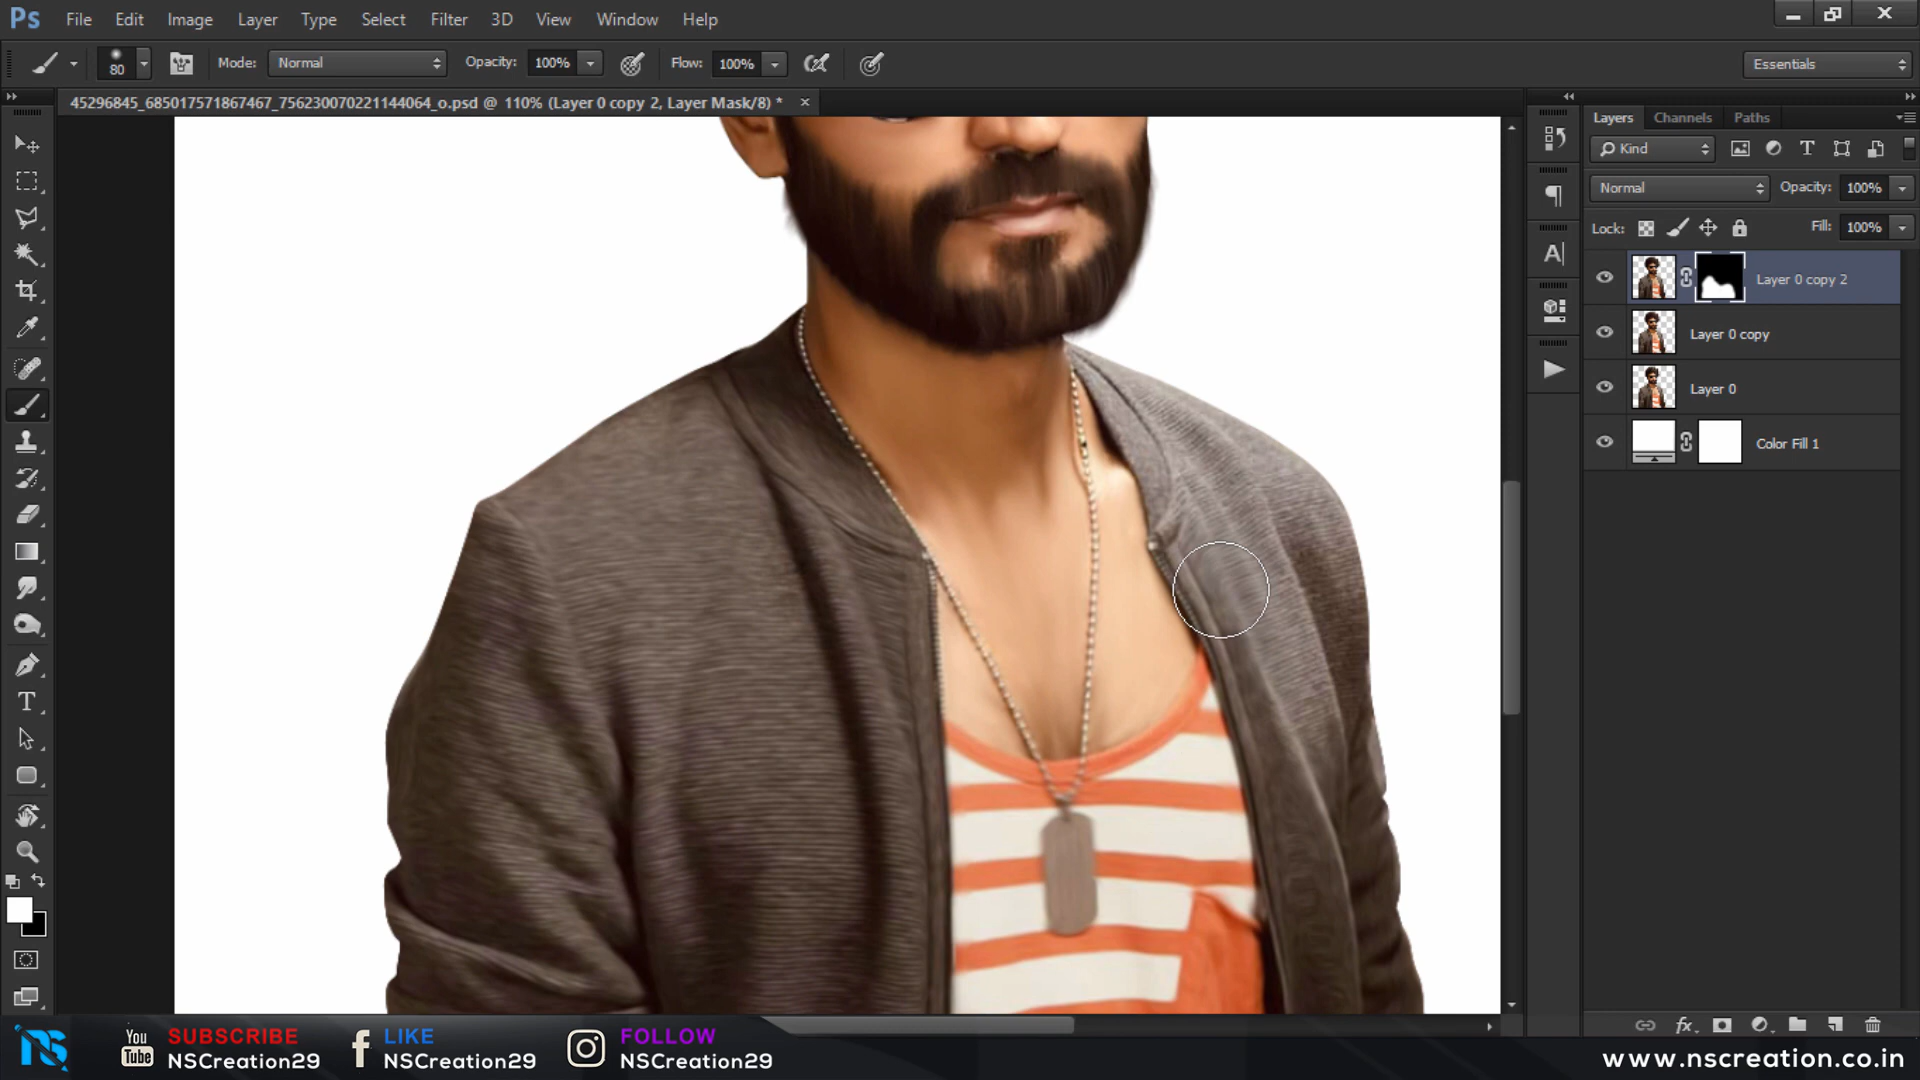 Ps File Edit Image Layer Type Select Filter 3D View Window Help
80 Mode: Normal Opacity: 100% Flow: 100% Essentials
45296845_685017571867467_756230070221144064_o.psd @ 110% (Layer 0 copy 2, Layer Mask/8) *
Layers Channels Paths
Kind
Normal Opacity: 100%
Lock: Fill: 100%
Layer 0 copy 2
Layer 0 copy
Layer 0
Color Fill 1
NS You Tube SUBSCRIBE NSCreation29
LIKE NSCreation29
FOLLOW NSCreation29
www.nscreation.co.in